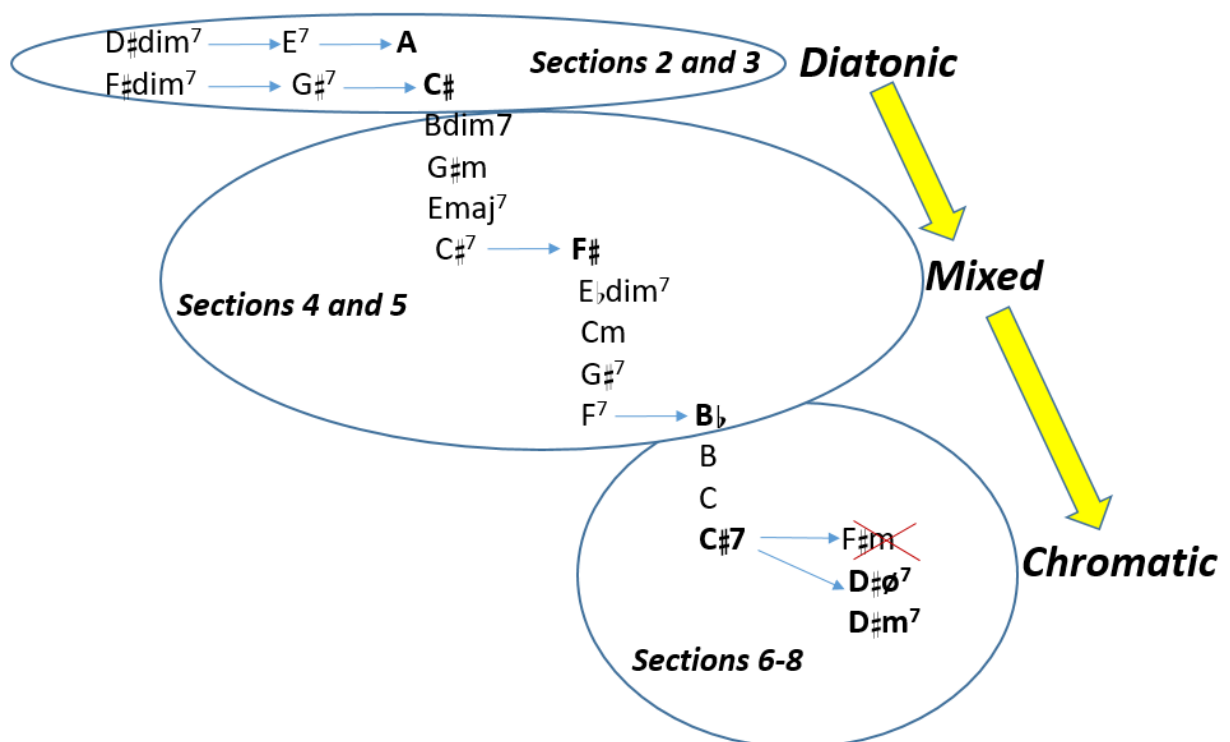 D♯dim⁷ E⁷ A
F♯dim⁷ G♯⁷ C♯
Sections 2 and 3
Diatonic
Bdim7
G♯m
Emaj⁷
C♯⁷ F♯
Mixed
Sections 4 and 5
E♭dim⁷
Cm
G♯⁷
F⁷ B♭
B
C
C♯7 F♯m
Chromatic
D♯ø⁷
D♯m⁷
Sections 6-8